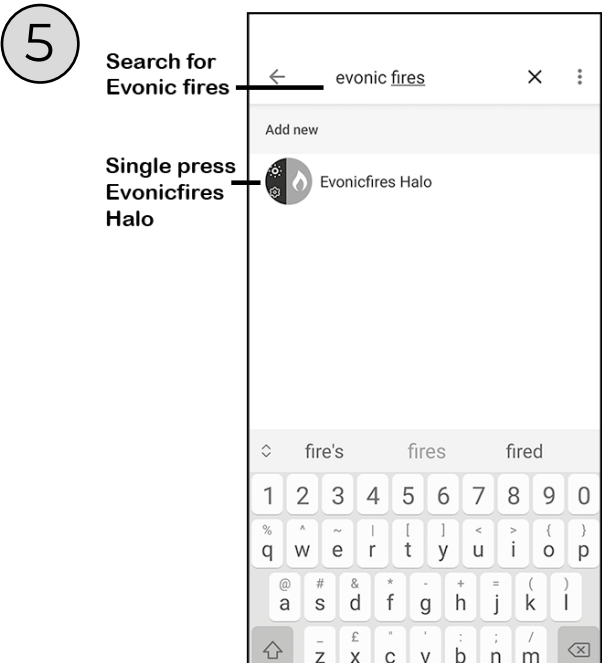 5
Search for
Evonic fires
evonic fires
Add new
Single press
Evonicfires
Halo
Evonicfires Halo
fire's fires fired
1 2 3 4 5 6 7 8 9 0
% ^ ~ | [ ] < > { }
q w e r t y u i o p
@ # & * - + = ( )
a s d f g h j k l
_ £ " ' : ; /
z x c v b n m